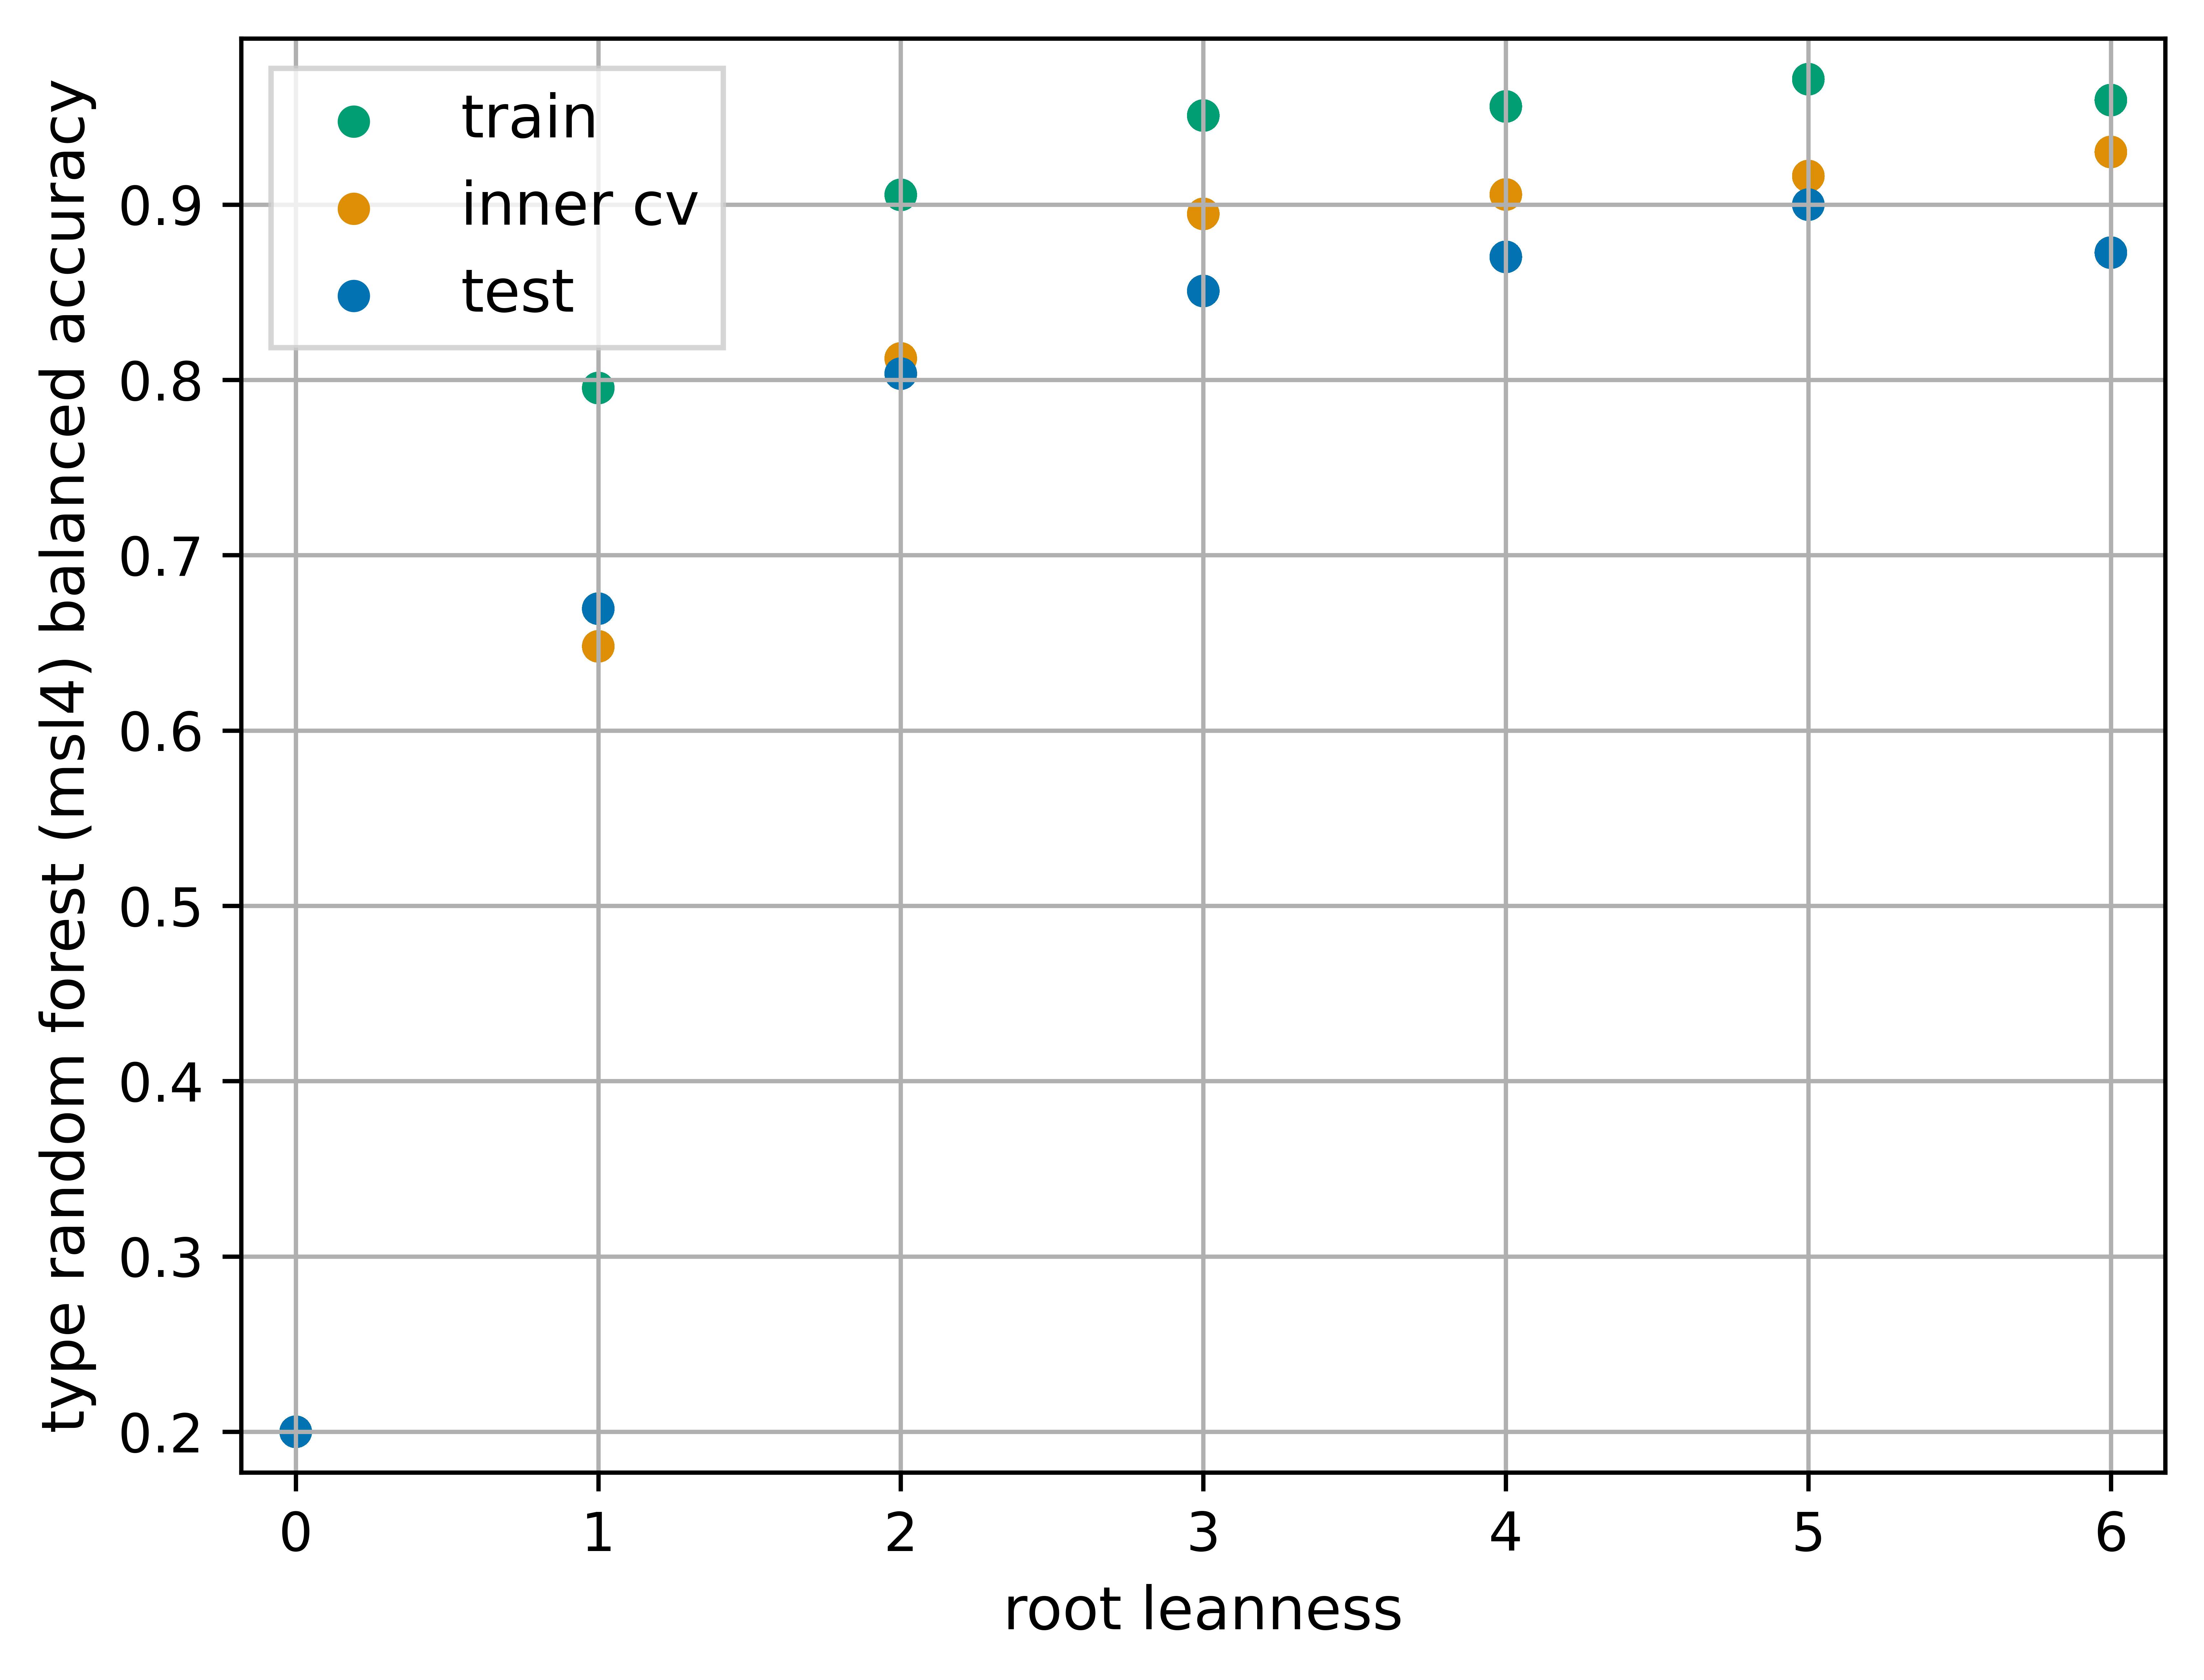 train
inner cv
test
type random forest (msl4) balanced accuracy
0.9
0.8
0.7
0.6
0.5
0.4
0.3
0.2
0 1 2 3 4 5 6
root leanness